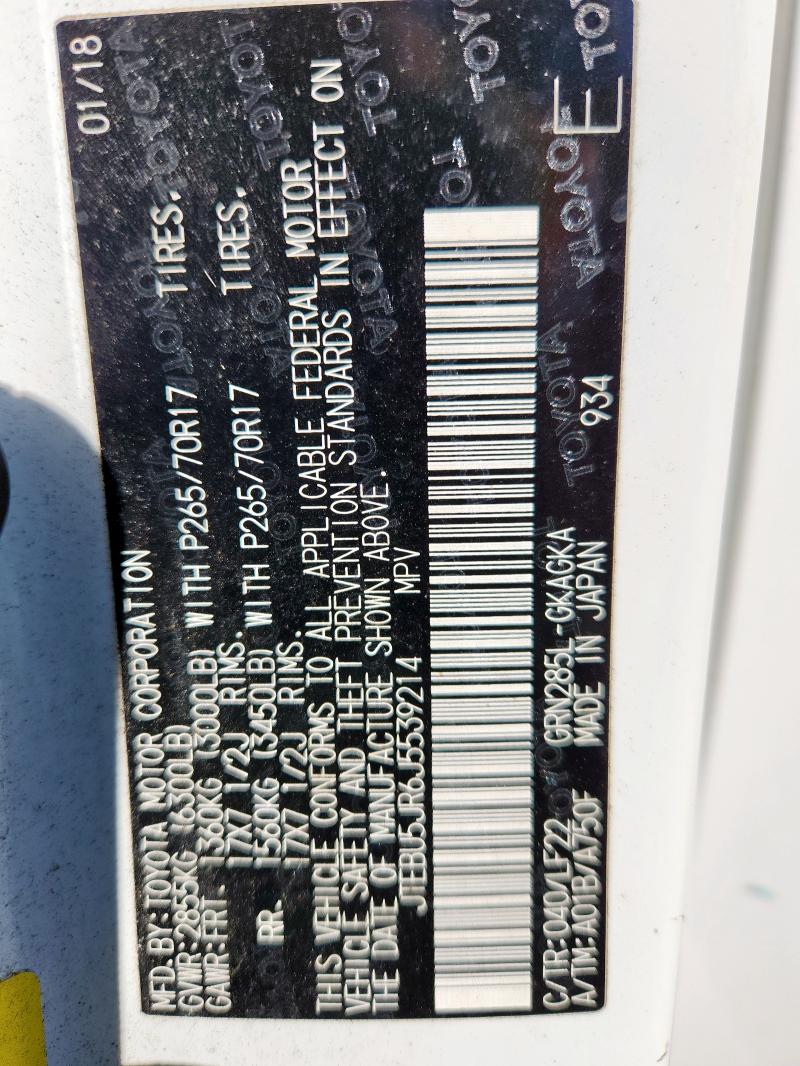 MFD. BY: TOYOTA MOTOR CORPORATION 01/18
GVWR: 2855KG (6300LB)
GAWR: FRT. 1360KG (3000LB) WITH P265/70R17 TIRES.
17X7 1/2J RIMS.
RR. 1560KG (3450LB) WITH P265/70R17 TIRES.
17X7 1/2J RIMS.
THIS VEHICLE CONFORMS TO ALL APPLICABLE FEDERAL MOTOR
VEHICLE SAFETY AND THEFT PREVENTION STANDARDS IN EFFECT ON
THE DATE OF MANUFACTURE SHOWN ABOVE.
JTEBU5JR6J5539214 MPV
C/TR: 040/LF22 GRN285L-GKAGKA
A/TM: A01B/A750F MADE IN JAPAN 934 E